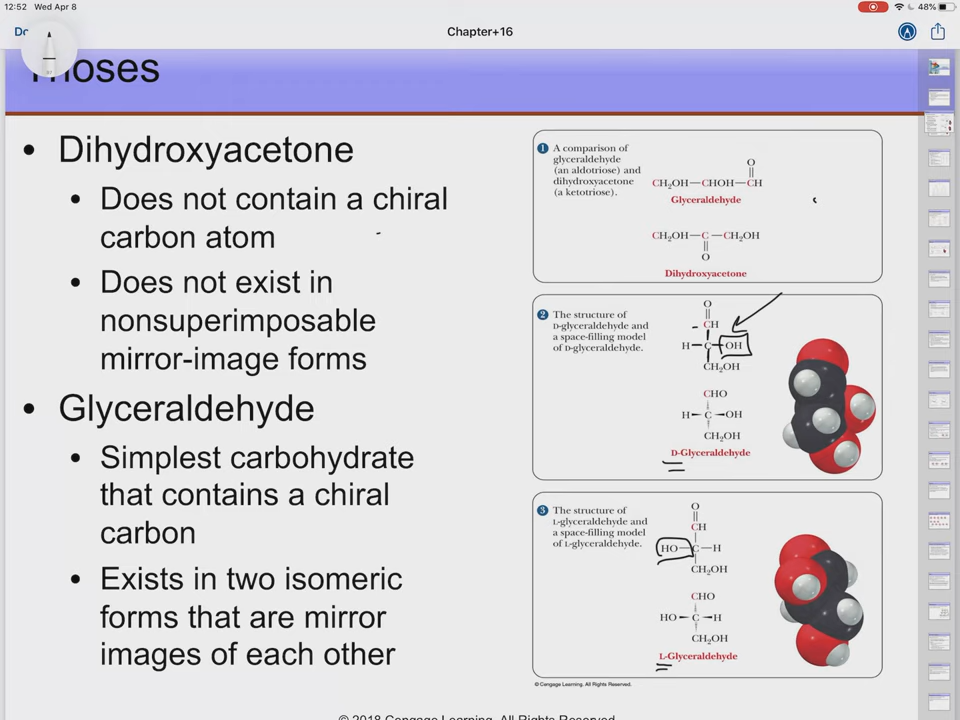 12:52 Wed Apr 8
48%
Chapter+16
• Dihydroxyacetone
• Does not contain a chiral
carbon atom
• Does not exist in
nonsuperimposable
mirror-image forms
• Glyceraldehyde
• Simplest carbohydrate
that contains a chiral
carbon
• Exists in two isomeric
forms that are mirror
images of each other
1 A comparison of
glyceraldehyde
(an aldotriose) and
dihydroxyacetone
(a ketotriose).
O
CH₂OH—CHOH—CH
Glyceraldehyde
CH₂OH—C—CH₂OH
O
Dihydroxyacetone
2 The structure of
D-glyceraldehyde and
a space-filling model
of D-glyceraldehyde.
O
CH
H—C—OH
CH₂OH
CHO
H—C—OH
CH₂OH
D-Glyceraldehyde
3 The structure of
L-glyceraldehyde and
a space-filling model
of L-glyceraldehyde.
O
CH
HO—C—H
CH₂OH
CHO
HO—C—H
CH₂OH
L-Glyceraldehyde
© Cengage Learning. All Rights Reserved.
© 2018 Cengage Learning. All Rights Reserved.